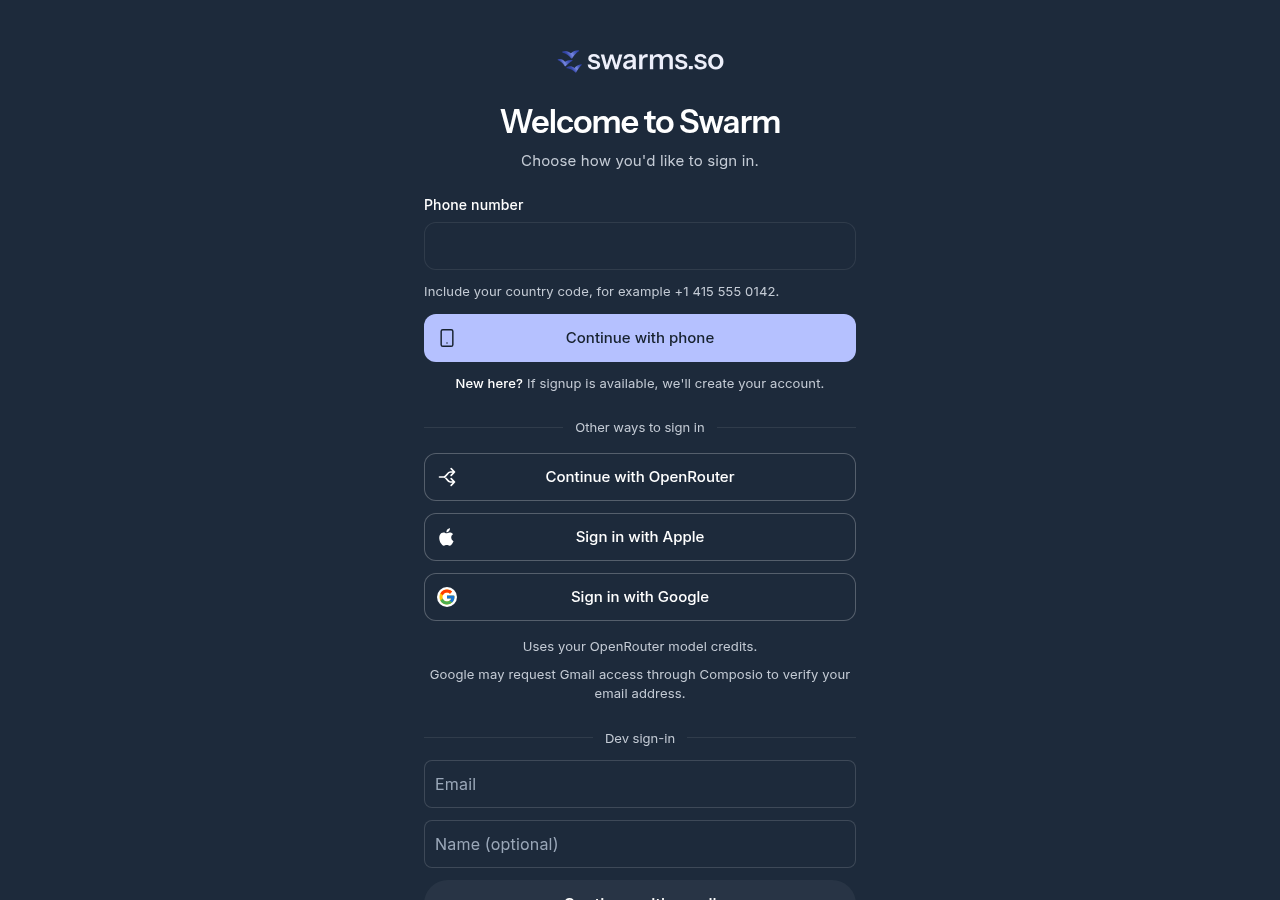 swarms.so
Welcome to Swarm
Choose how you'd like to sign in.
Phone number
Include your country code, for example +1 415 555 0142.
Continue with phone
New here? If signup is available, we'll create your account.
Other ways to sign in
Continue with OpenRouter
Sign in with Apple
Sign in with Google
Uses your OpenRouter model credits.
Google may request Gmail access through Composio to verify your
email address.
Dev sign-in
Email
Name (optional)